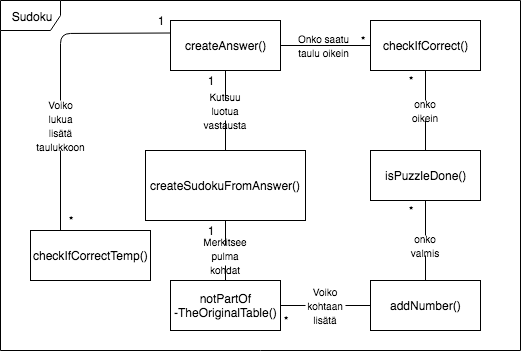 Sudoku
1
createAnswer()
Onko saatu
taulu oikein
*
checkIfCorrect()
1
*
Voiko
lukua
lisätä
taulukkoon
Kutsuu
luotua
vastausta
onko
oikein
createSudokuFromAnswer()
isPuzzleDone()
*
1
*
checkIfCorrectTemp()
Merkitsee
pulma
kohdat
onko
valmis
notPartOf
-TheOriginalTable()
*
Voiko
kohtaan
lisätä
addNumber()